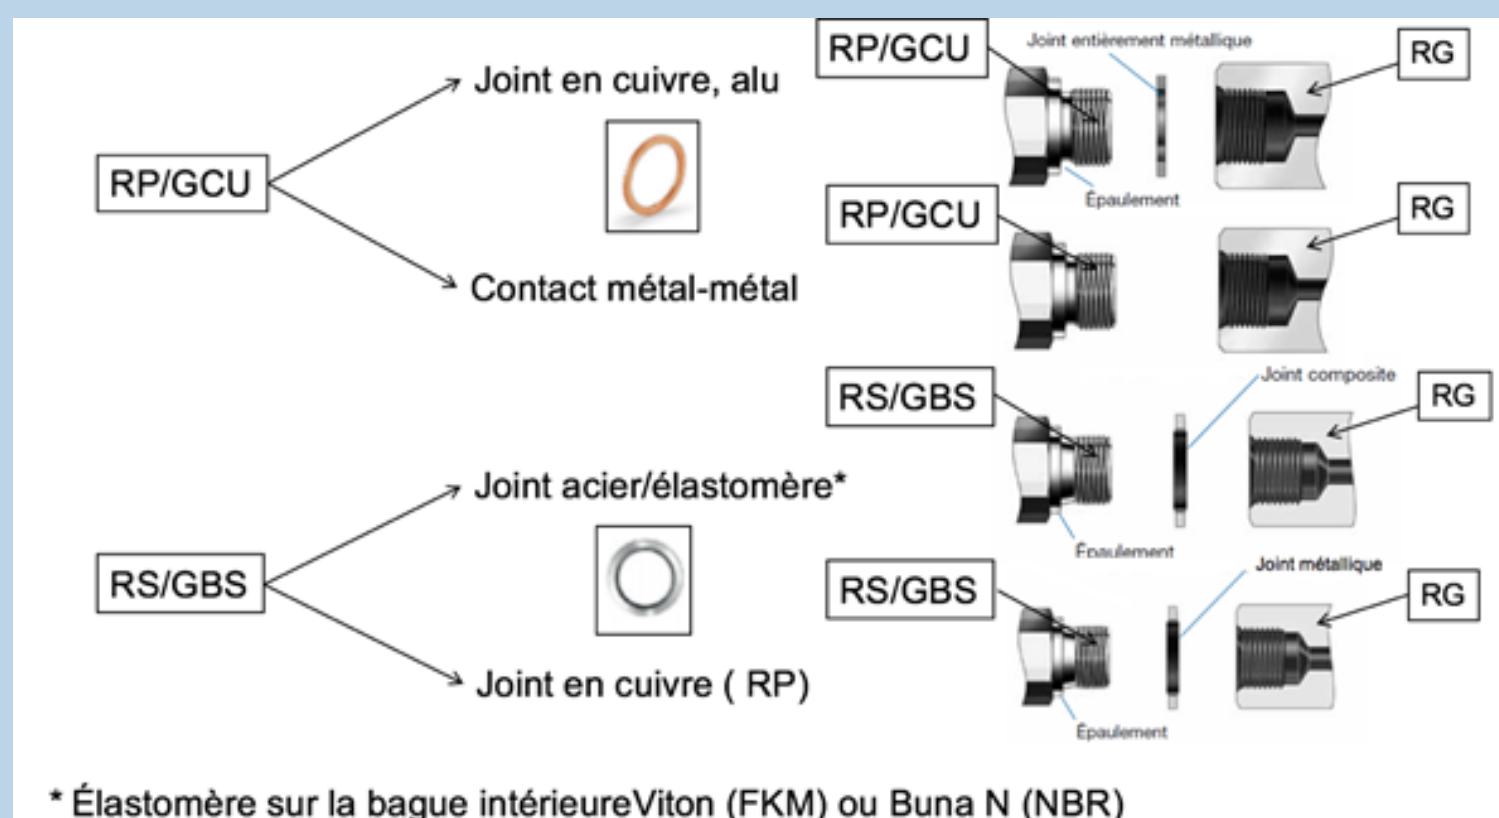 RP/GCU
Joint en cuivre, alu
Contact métal-métal
RP/GCU
Joint entièrement métallique
RG
Épaulement
RP/GCU
RG
RS/GBS
Joint acier/élastomère*
Joint en cuivre ( RP)
RS/GBS
Joint composite
RG
Épaulement
RS/GBS
Joint métallique
RG
Épaulement
* Élastomère sur la bague intérieureViton (FKM) ou Buna N (NBR)